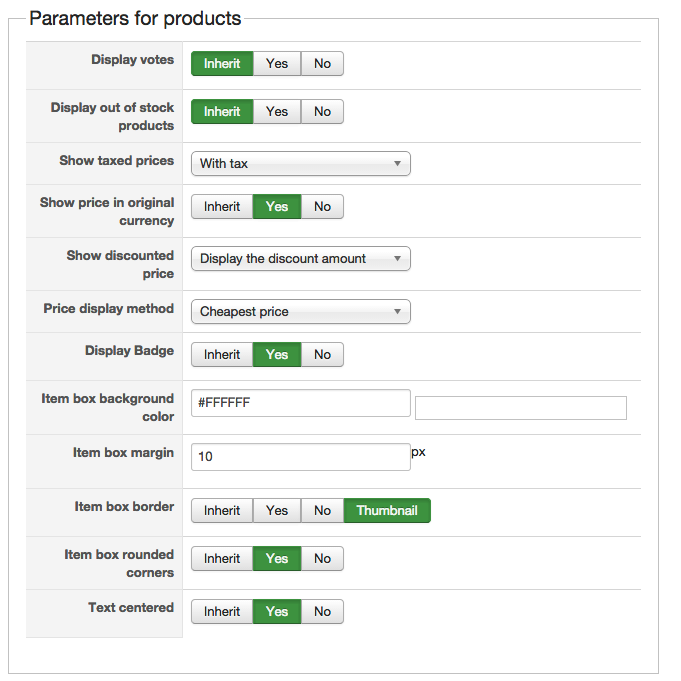 Parameters for products
Display votes Inherit Yes No
Display out of stock products Inherit Yes No
Show taxed prices With tax
Show price in original currency Inherit Yes No
Show discounted price Display the discount amount
Price display method Cheapest price
Display Badge Inherit Yes No
Item box background color #FFFFFF
Item box margin 10 px
Item box border Inherit Yes No Thumbnail
Item box rounded corners Inherit Yes No
Text centered Inherit Yes No